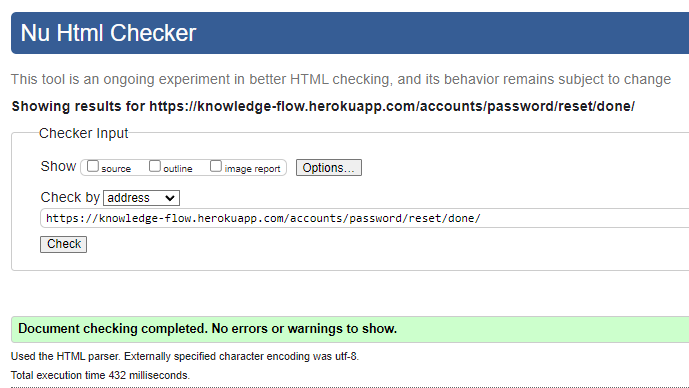 Nu Html Checker
This tool is an ongoing experiment in better HTML checking, and its behavior remains subject to change
Showing results for https://knowledge-flow.herokuapp.com/accounts/password/reset/done/
Checker Input
Show source outline image report Options...
Check by address
https://knowledge-flow.herokuapp.com/accounts/password/reset/done/
Check
Document checking completed. No errors or warnings to show.
Used the HTML parser. Externally specified character encoding was utf-8.
Total execution time 432 milliseconds.